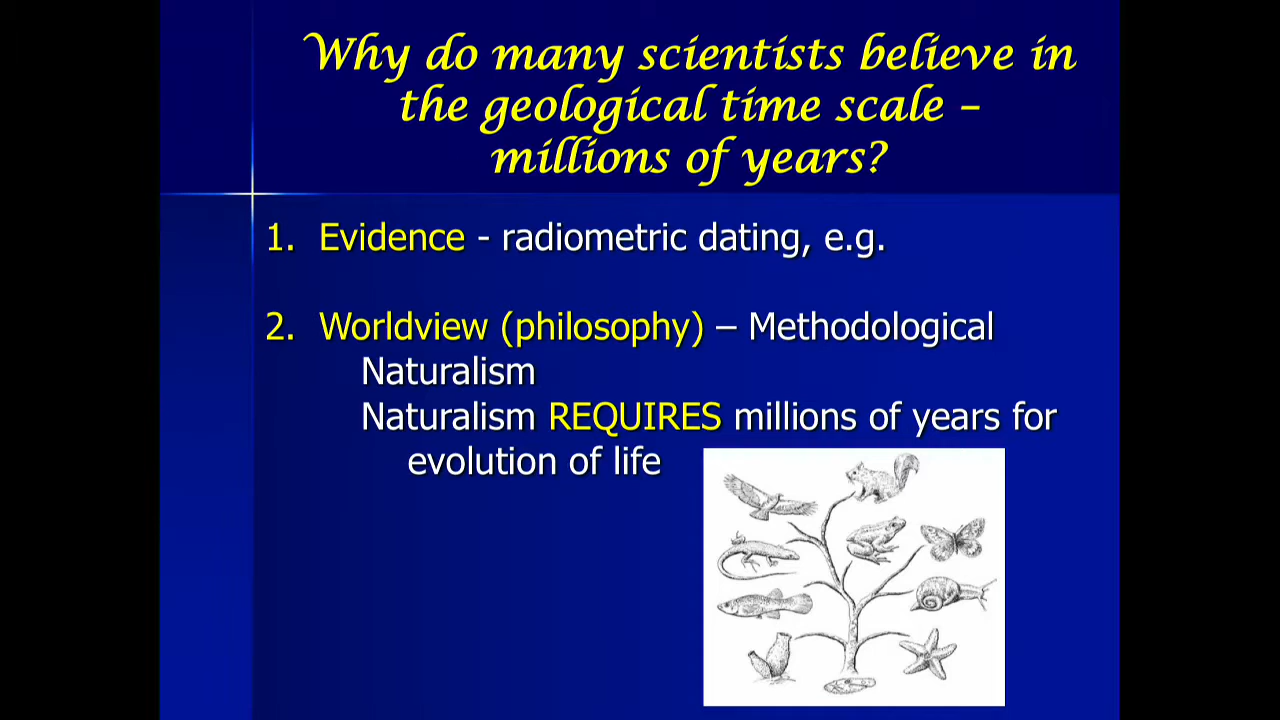 Why do many scientists believe in
the geological time scale –
millions of years?
1. Evidence - radiometric dating, e.g.
2. Worldview (philosophy) – Methodological
Naturalism
Naturalism REQUIRES millions of years for
evolution of life